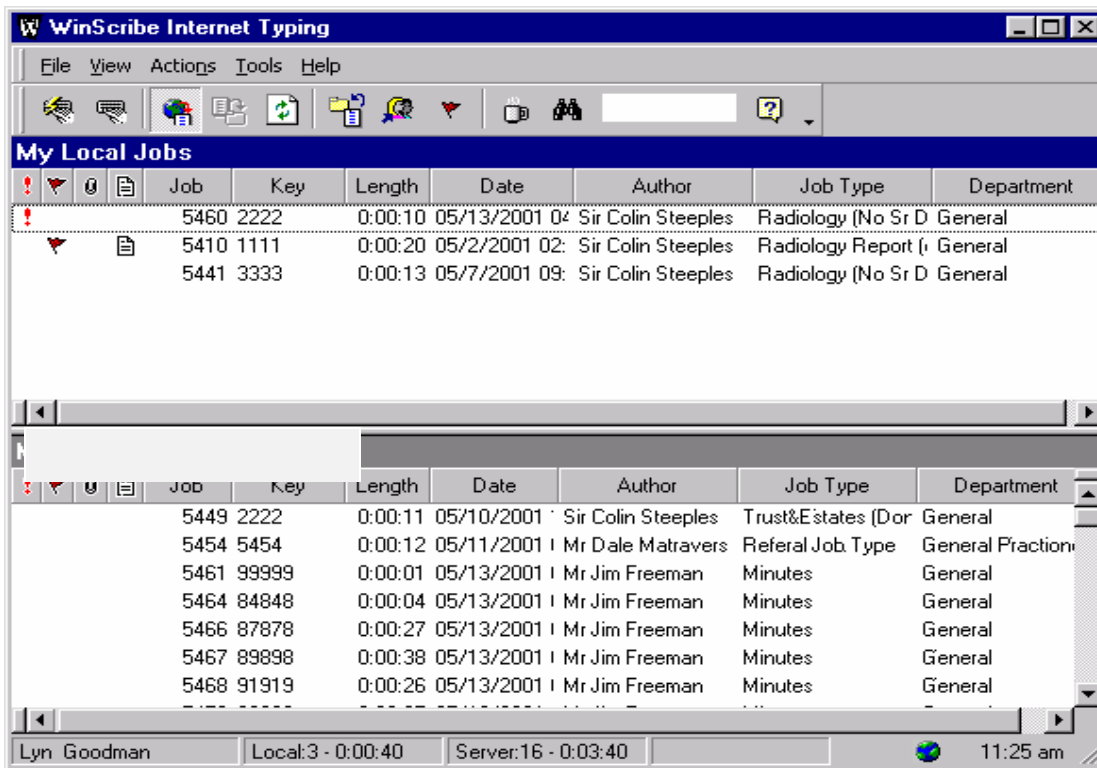 WinScribe Internet Typing
File View Actions Tools Help
My Local Jobs
Job Key Length Date Author Job Type Department
5460 2222 0:00:10 05/13/2001 04 Sir Colin Steeples Radiology (No Sr D General
5410 1111 0:00:20 05/2/2001 02: Sir Colin Steeples Radiology Report ( General
5441 3333 0:00:13 05/7/2001 09: Sir Colin Steeples Radiology (No Sr D General
Job Key Length Date Author Job Type Department
5449 2222 0:00:11 05/10/2001 Sir Colin Steeples Trust&Estates (Dor General
5454 5454 0:00:12 05/11/2001 Mr Dale Matravers Referal Job Type General Praction
5461 99999 0:00:01 05/13/2001 Mr Jim Freeman Minutes General
5464 84848 0:00:04 05/13/2001 Mr Jim Freeman Minutes General
5466 87878 0:00:27 05/13/2001 Mr Jim Freeman Minutes General
5467 89898 0:00:38 05/13/2001 Mr Jim Freeman Minutes General
5468 91919 0:00:26 05/13/2001 Mr Jim Freeman Minutes General
Lyn Goodman Local:3 - 0:00:40 Server:16 - 0:03:40 11:25 am